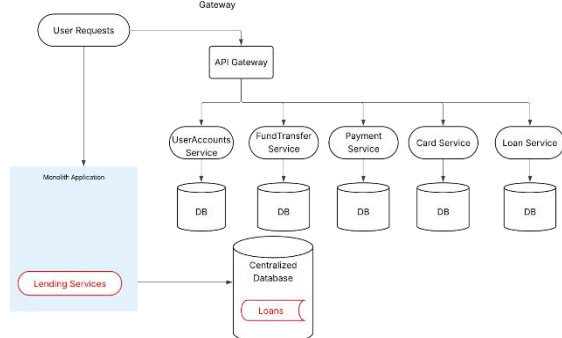 Gateway
User Requests
API Gateway
UserAccounts
Service
FundTransfer
Service
Payment
Service
Card Service
Loan Service
Monolith Application
DB
DB
DB
DB
DB
Centralized
Database
Lending Services
Loans